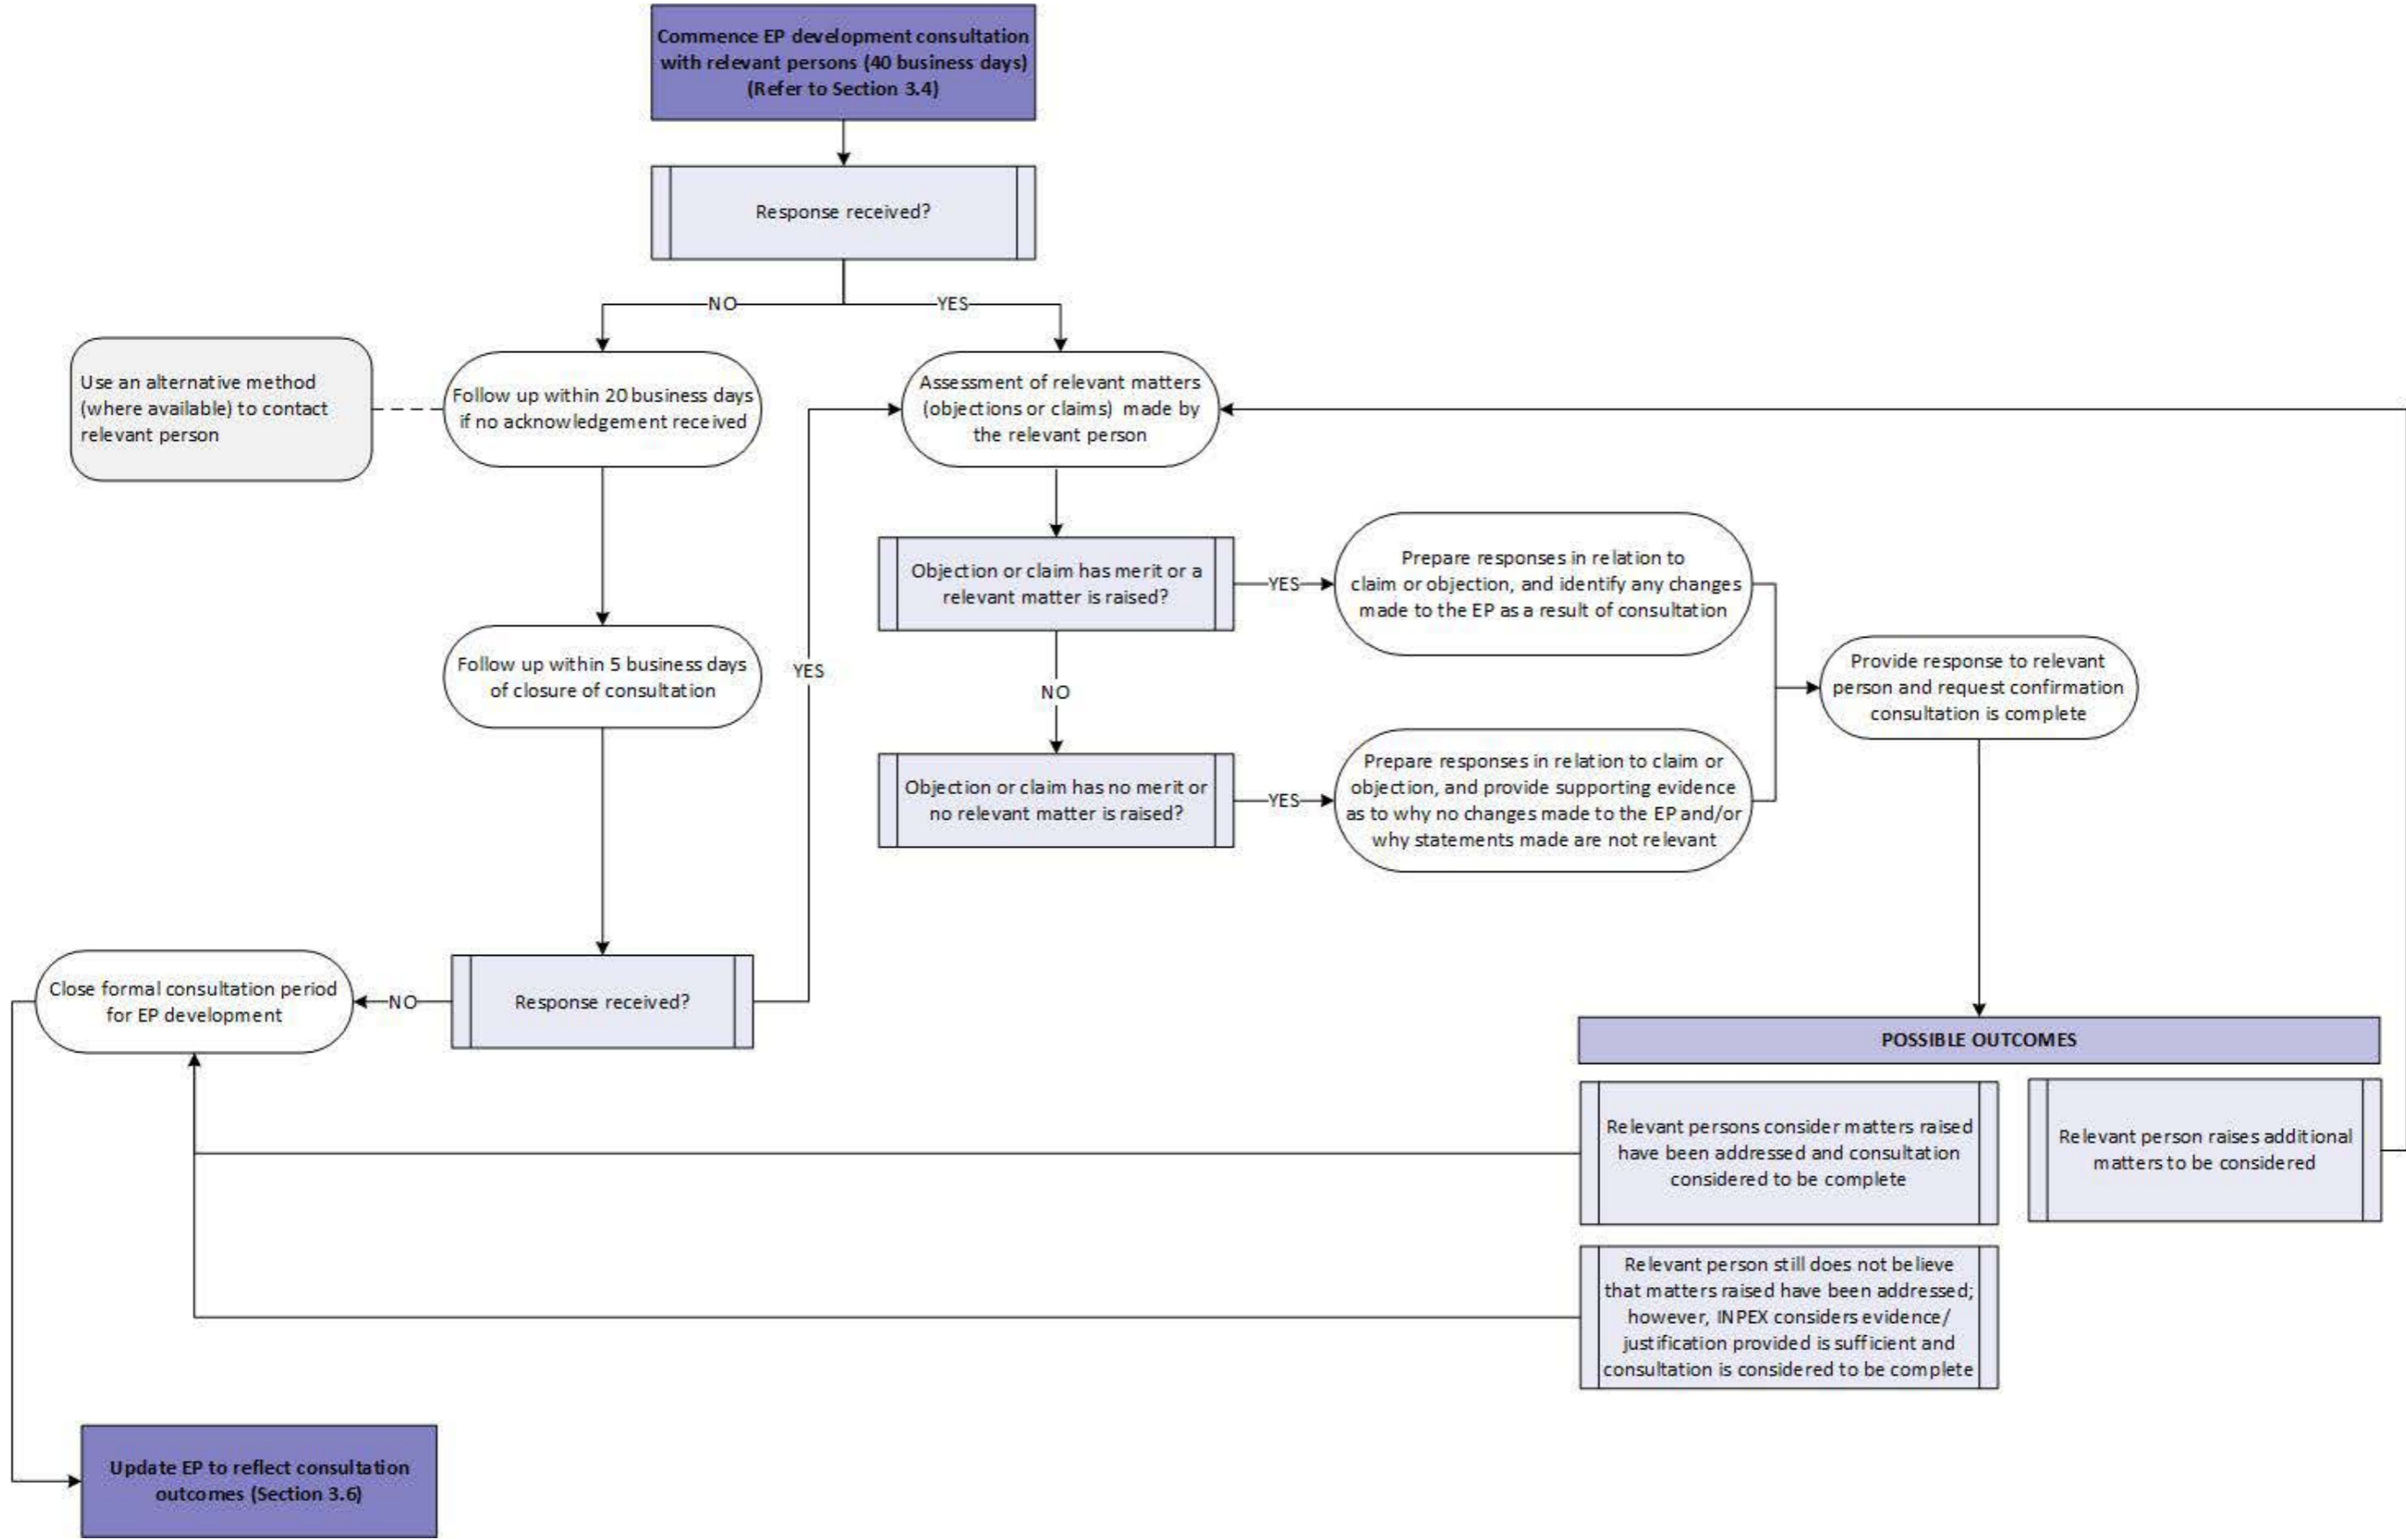 Commence EP development consultation
with relevant persons (40 business days)
(Refer to Section 3.4)
Response received?
NO
YES
Use an alternative method
(where available) to contact
relevant person
Follow up within 20 business days
if no acknowledgement received
Assessment of relevant matters
(objections or claims) made by
the relevant person
Objection or claim has merit or a
relevant matter is raised?
YES
Prepare responses in relation to
claim or objection, and identify any changes
made to the EP as a result of consultation
Follow up within 5 business days
of closure of consultation
YES
NO
Provide response to relevant
person and request confirmation
consultation is complete
Objection or claim has no merit or
no relevant matter is raised?
YES
Prepare responses in relation to claim or
objection, and provide supporting evidence
as to why no changes made to the EP and/or
why statements made are not relevant
Close formal consultation period
for EP development
NO
Response received?
POSSIBLE OUTCOMES
Relevant persons consider matters raised
have been addressed and consultation
considered to be complete
Relevant person raises additional
matters to be considered
Relevant person still does not believe
that matters raised have been addressed;
however, INPEX considers evidence/
justification provided is sufficient and
consultation is considered to be complete
Update EP to reflect consultation
outcomes (Section 3.6)